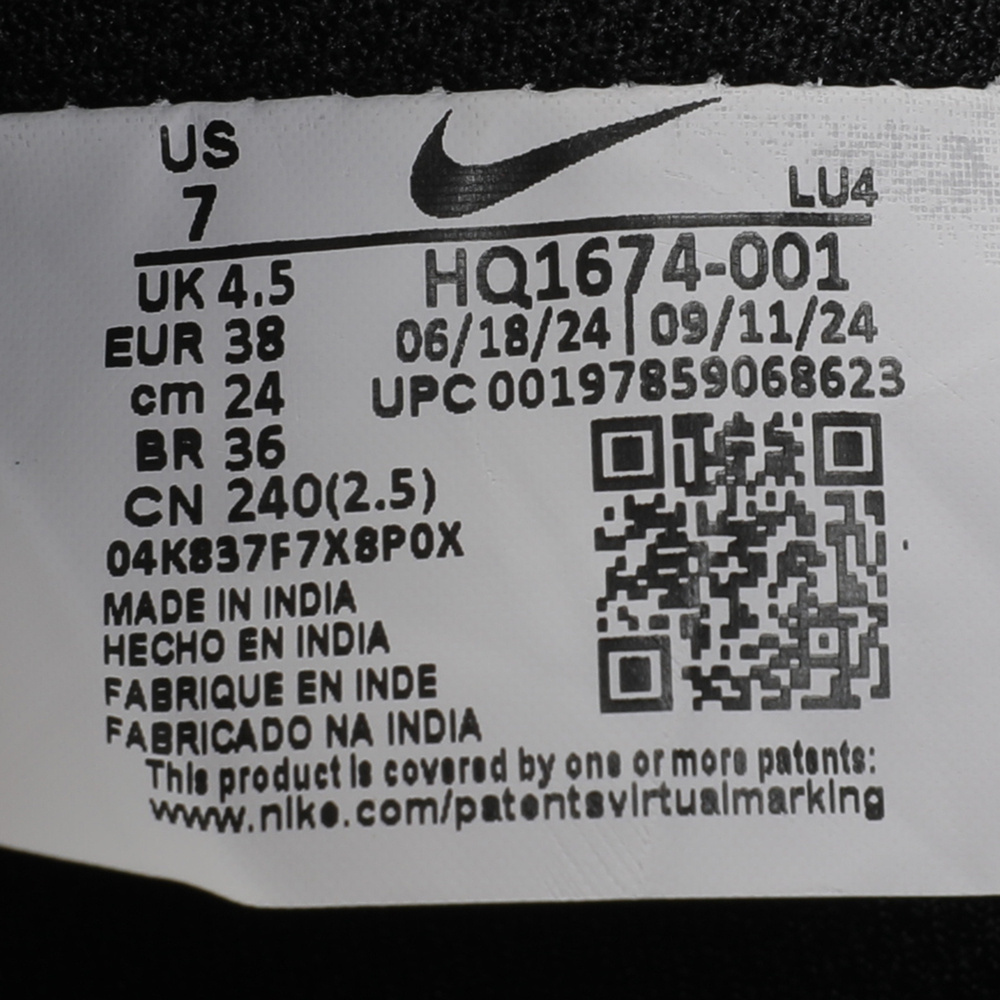 US
7
LU4
UK 4.5
HQ1674-001
EUR 38
06/18/24 | 09/11/24
cm 24
UPC 00197859068623
BR 36
CN 240(2.5)
04K837F7X8P0X
MADE IN INDIA
HECHO EN INDIA
FABRIQUE EN INDE
FABRICADO NA INDIA
This product is covered by one or more patents:
www.nike.com/patentsvirtualmarking